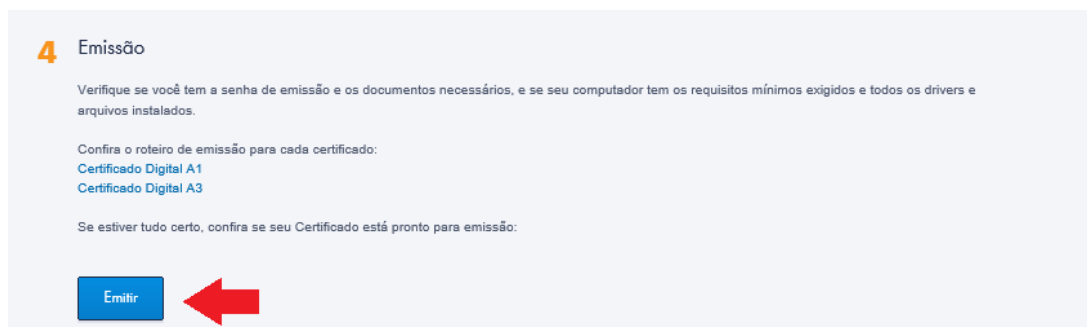 4 Emissão
Verifique se você tem a senha de emissão e os documentos necessários, e se seu computador tem os requisitos mínimos exigidos e todos os drivers e
arquivos instalados.
Confira o roteiro de emissão para cada certificado:
Certificado Digital A1
Certificado Digital A3
Se estiver tudo certo, confira se seu Certificado está pronto para emissão:
Emitir